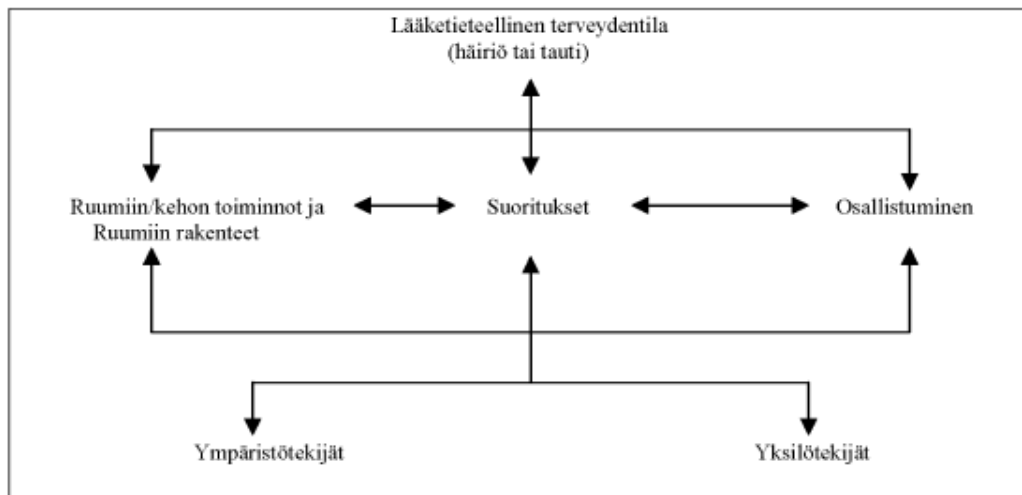 Lääketieteellinen terveydentila
(häiriö tai tauti)
Ruumiin/kehon toiminnot ja
Ruumiin rakenteet
Suoritukset
Osallistuminen
Ympäristötekijät
Yksilötekijät